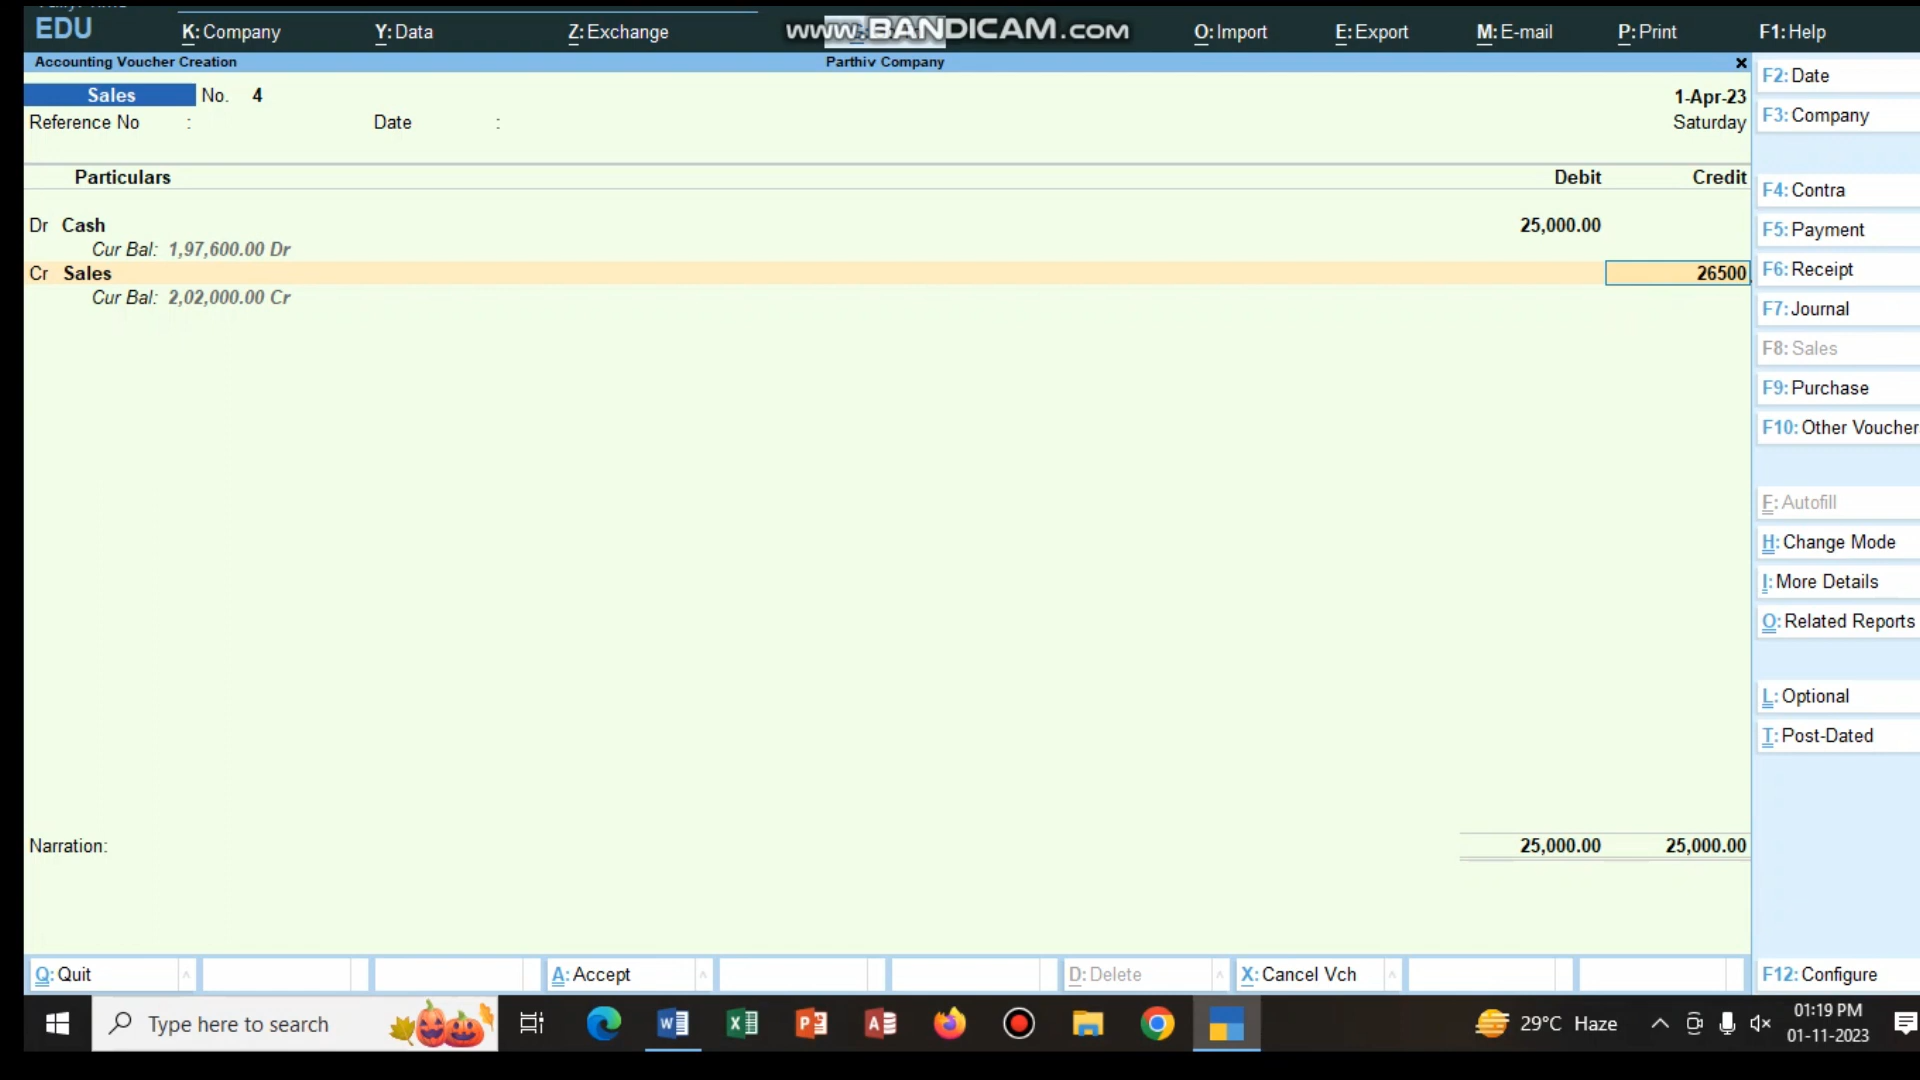 EDU
K: Company
Y: Data
Z: Exchange
www.BANDICAM.com
O: Import
E: Export
M: E-mail
P: Print
F1: Help
Accounting Voucher Creation
Parthiv Company
×
Sales No. 4
1-Apr-23
Reference No :
Date :
Saturday
Particulars
Debit
Credit
Dr Cash 25,000.00
Cur Bal: 1,97,600.00 Dr
Cr Sales 26500
Cur Bal: 2,02,000.00 Cr
Narration:
25,000.00 25,000.00
F2: Date
F3: Company
F4: Contra
F5: Payment
F6: Receipt
F7: Journal
F8: Sales
F9: Purchase
F10: Other Voucher
F: Autofill
H: Change Mode
I: More Details
O: Related Reports
L: Optional
T: Post-Dated
Q: Quit
A: Accept
D: Delete
X: Cancel Vch
F12: Configure
Type here to search
29°C Haze
01:19 PM
01-11-2023